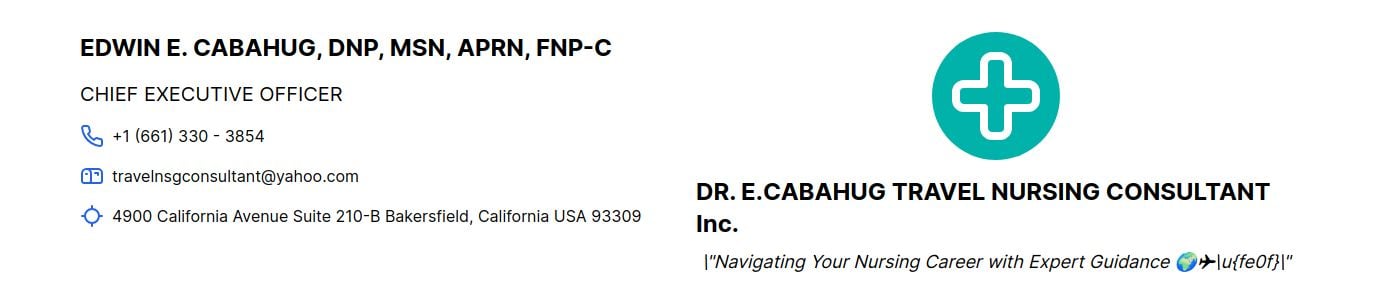 EDWIN E. CABAHUG, DNP, MSN, APRN, FNP-C
CHIEF EXECUTIVE OFFICER
+1 (661) 330 - 3854
travelnsgconsultant@yahoo.com
4900 California Avenue Suite 210-B Bakersfield, California USA 93309
DR. E.CABAHUG TRAVEL NURSING CONSULTANT
Inc.
\"Navigating Your Nursing Career with Expert Guidance 🌍✈\u{fe0f}\"